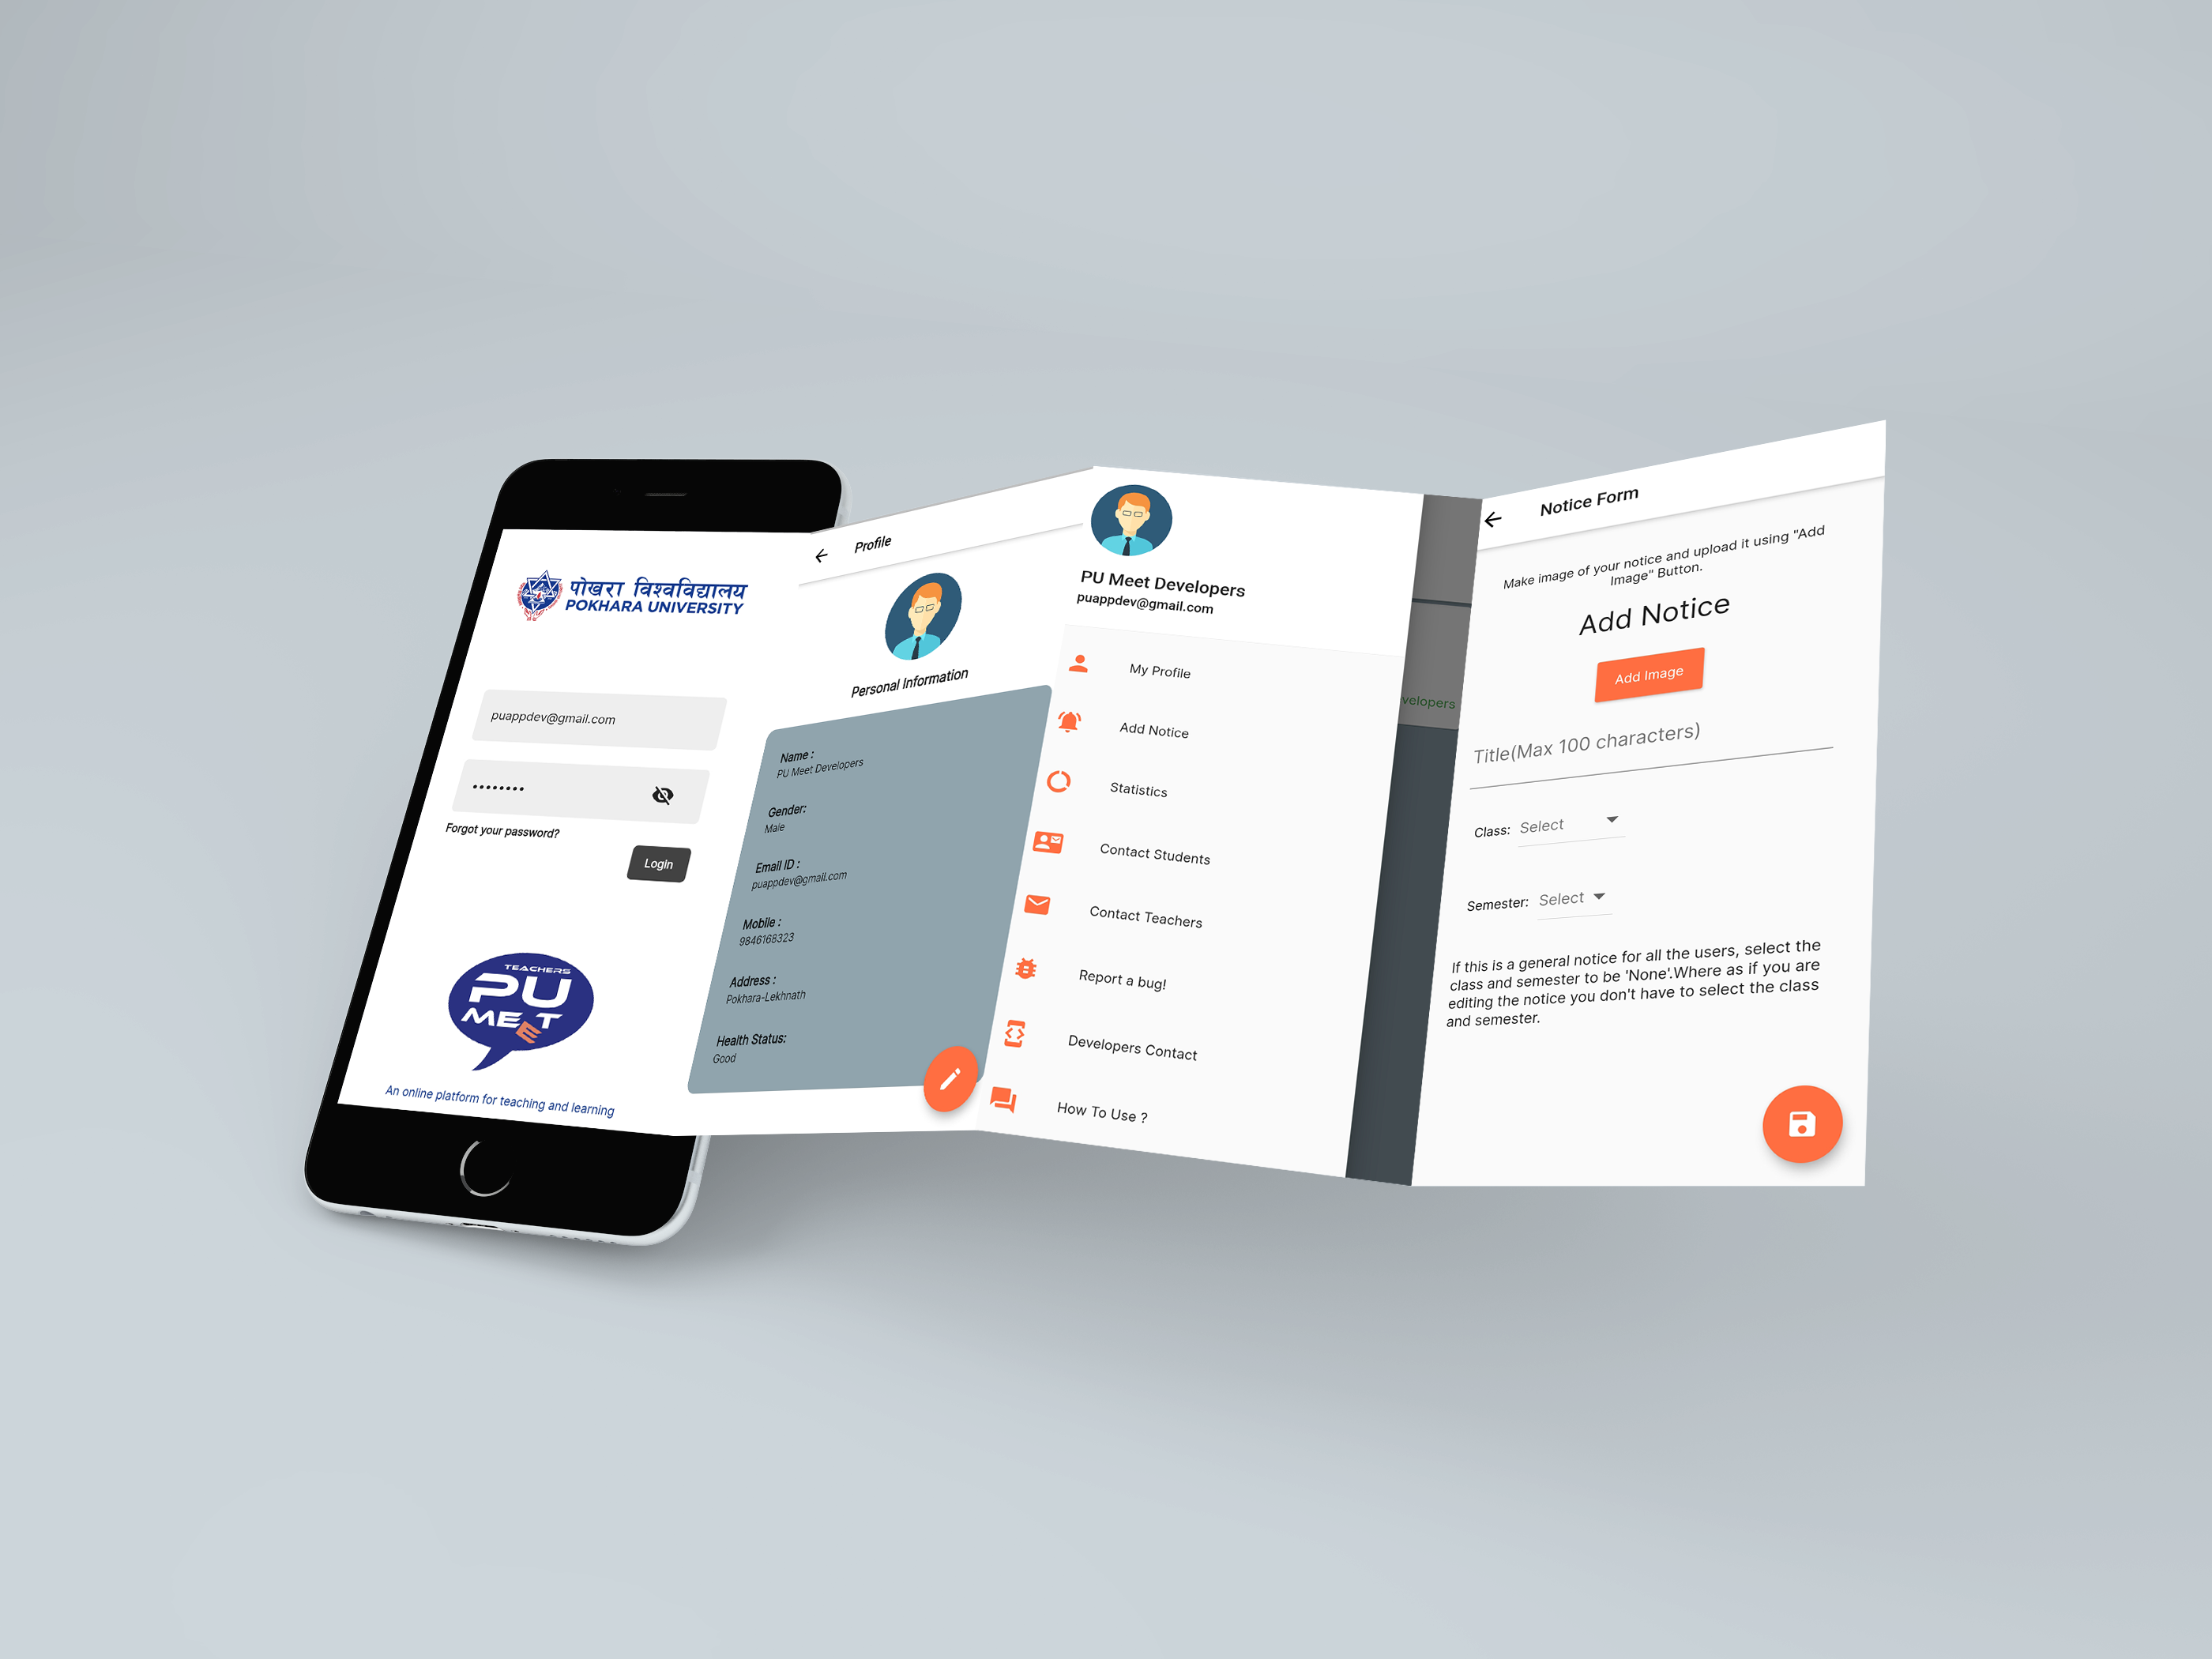 पोखरा विश्वविद्यालय
POKHARA UNIVERSITY
puappdev@gmail.com
••••••••
Forgot your password?
Login
TEACHERS
PU
MEET
An online platform for teaching and learning
Profile
Personal Information
Name :
PU Meet Developers
Gender:
Male
Email ID :
puappdev@gmail.com
Mobile :
9846168323
Address :
Pokhara-Lekhnath
Health Status:
Good
PU Meet Developers
puappdev@gmail.com
My Profile
Add Notice
Statistics
Contact Students
Contact Teachers
Report a bug!
Developers Contact
How To Use ?
velopers
Notice Form
Make image of your notice and upload it using "Add
Image" Button.
Add Notice
Add Image
Title(Max 100 characters)
Class: Select
Semester: Select
If this is a general notice for all the users, select the
class and semester to be 'None'.Where as if you are
editing the notice you don't have to select the class
and semester.